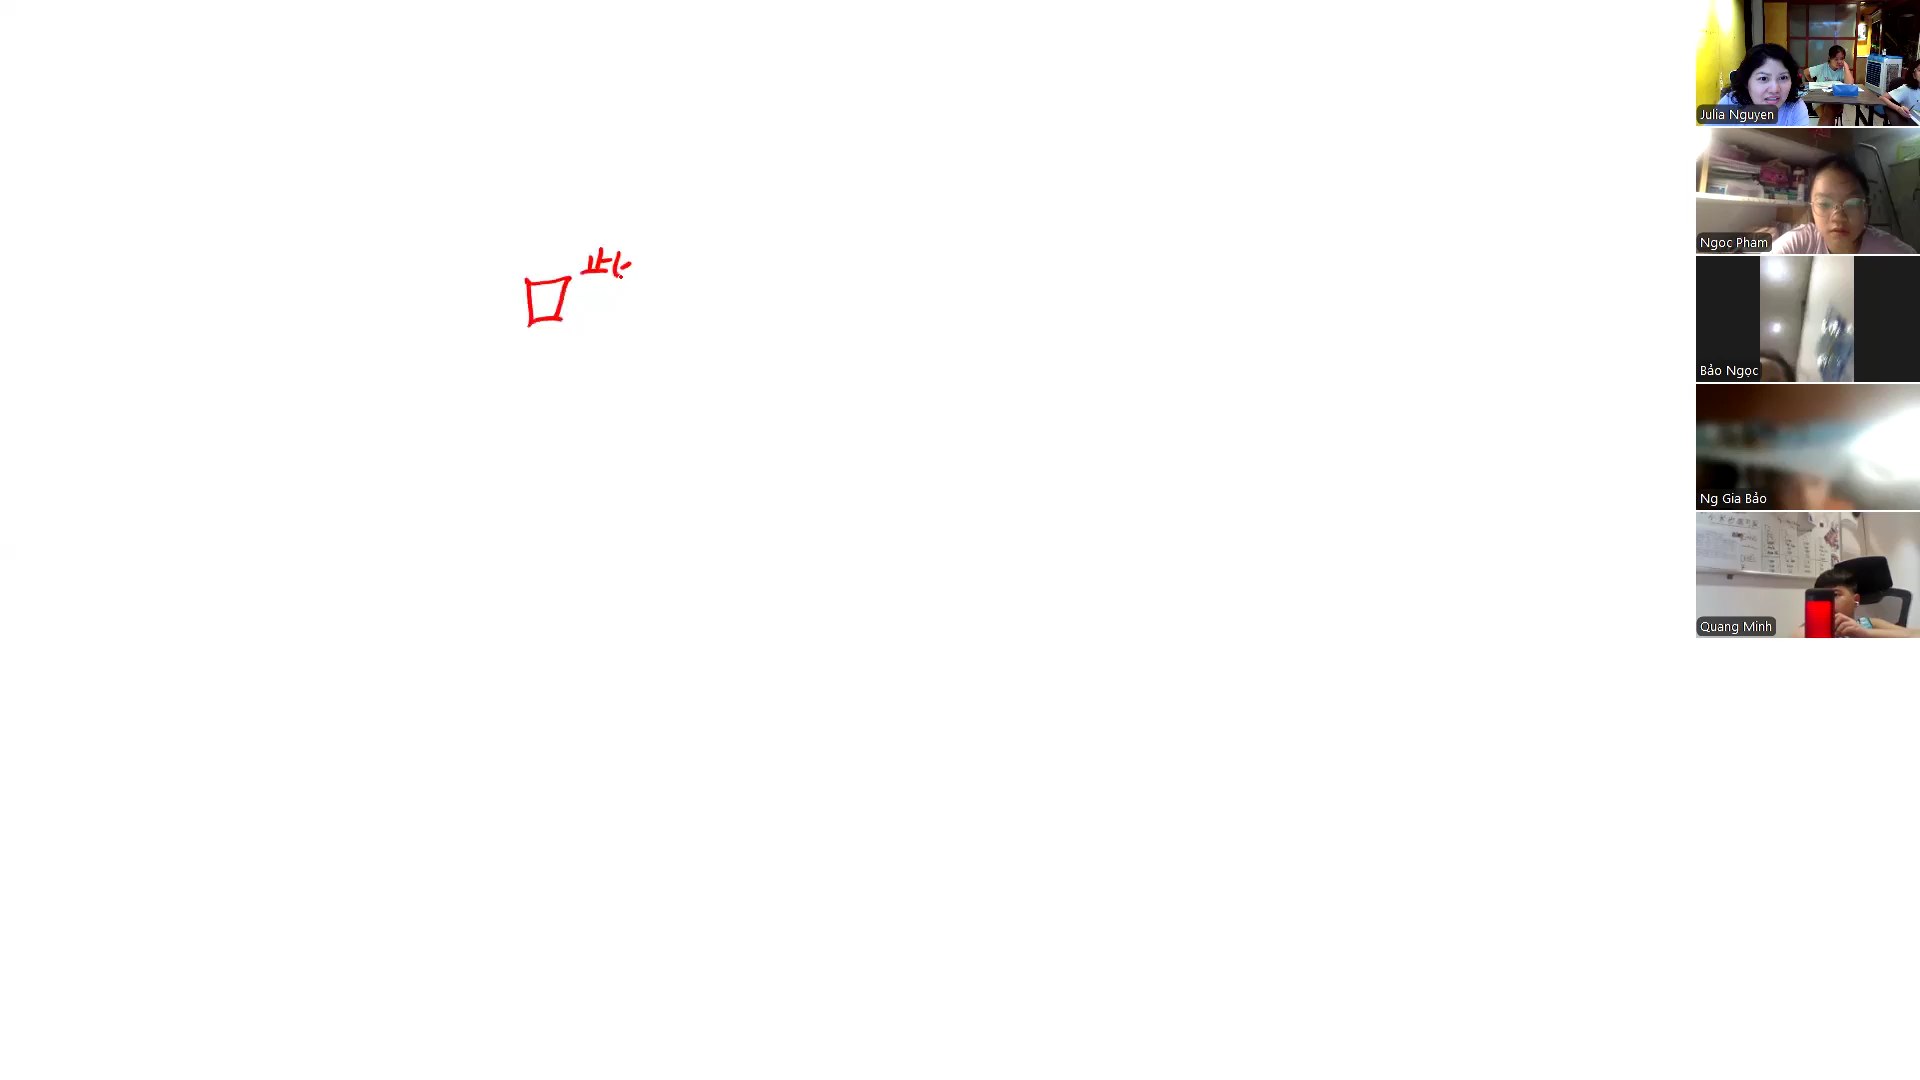 口
Julia Nguyen
Ngoc Pham
Bảo Ngọc
Ng Gia Bảo
Quang Minh